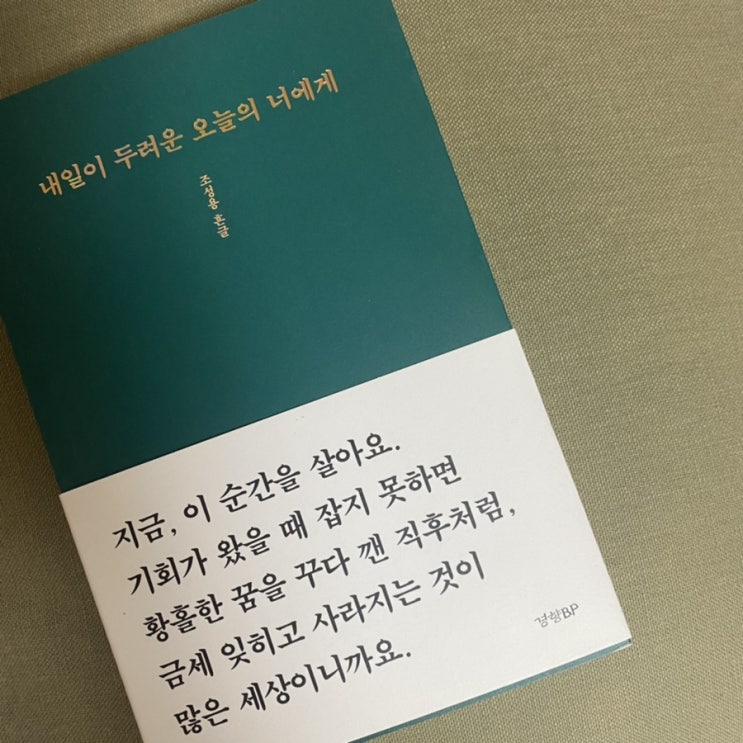 내일이 두려운 오늘의 너에게
조성용 흔글
지금, 이 순간을 살아요.
기회가 왔을 때 잡지 못하면
황홀한 꿈을 꾸다 깬 직후처럼,
금세 잊히고 사라지는 것이
많은 세상이니까요.
경향BP